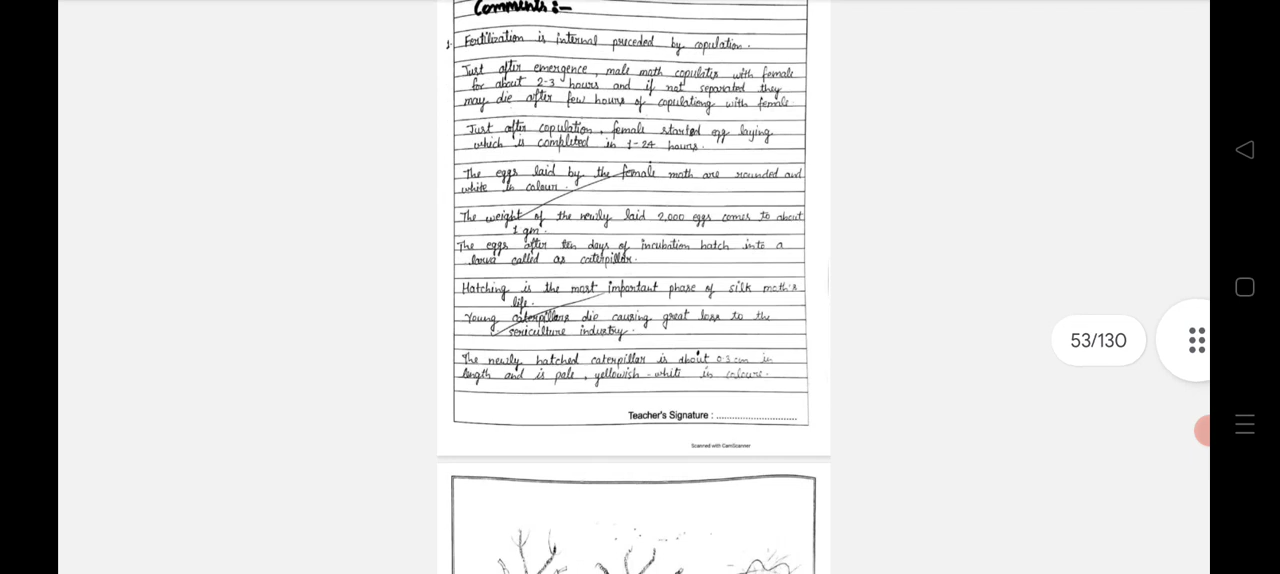 Comments :-
1. Fertilization is internal preceded by copulation.
Just after emergence, male moth copulates with female
for about 2-3 hours and if not separated they
may die after few hours of copulationg with female.
Just after copulation, female started egg laying
which is completed in 1-24 hours.
The eggs laid by the female moth are rounded and
white in colour.
The weight of the newly laid 2,000 eggs comes to about
1 gm.
The eggs after ten days of incubation hatch into a
larva called as caterpillar.
Hatching is the most important phase of silk moth's
life.
Young caterpillars die causing great loss to the
sericulture industry.
The newly hatched caterpillar is about 0.3 cm in
length and is pale, yellowish-white in colour.
Teacher's Signature : ............................
Scanned with CamScanner
53/130